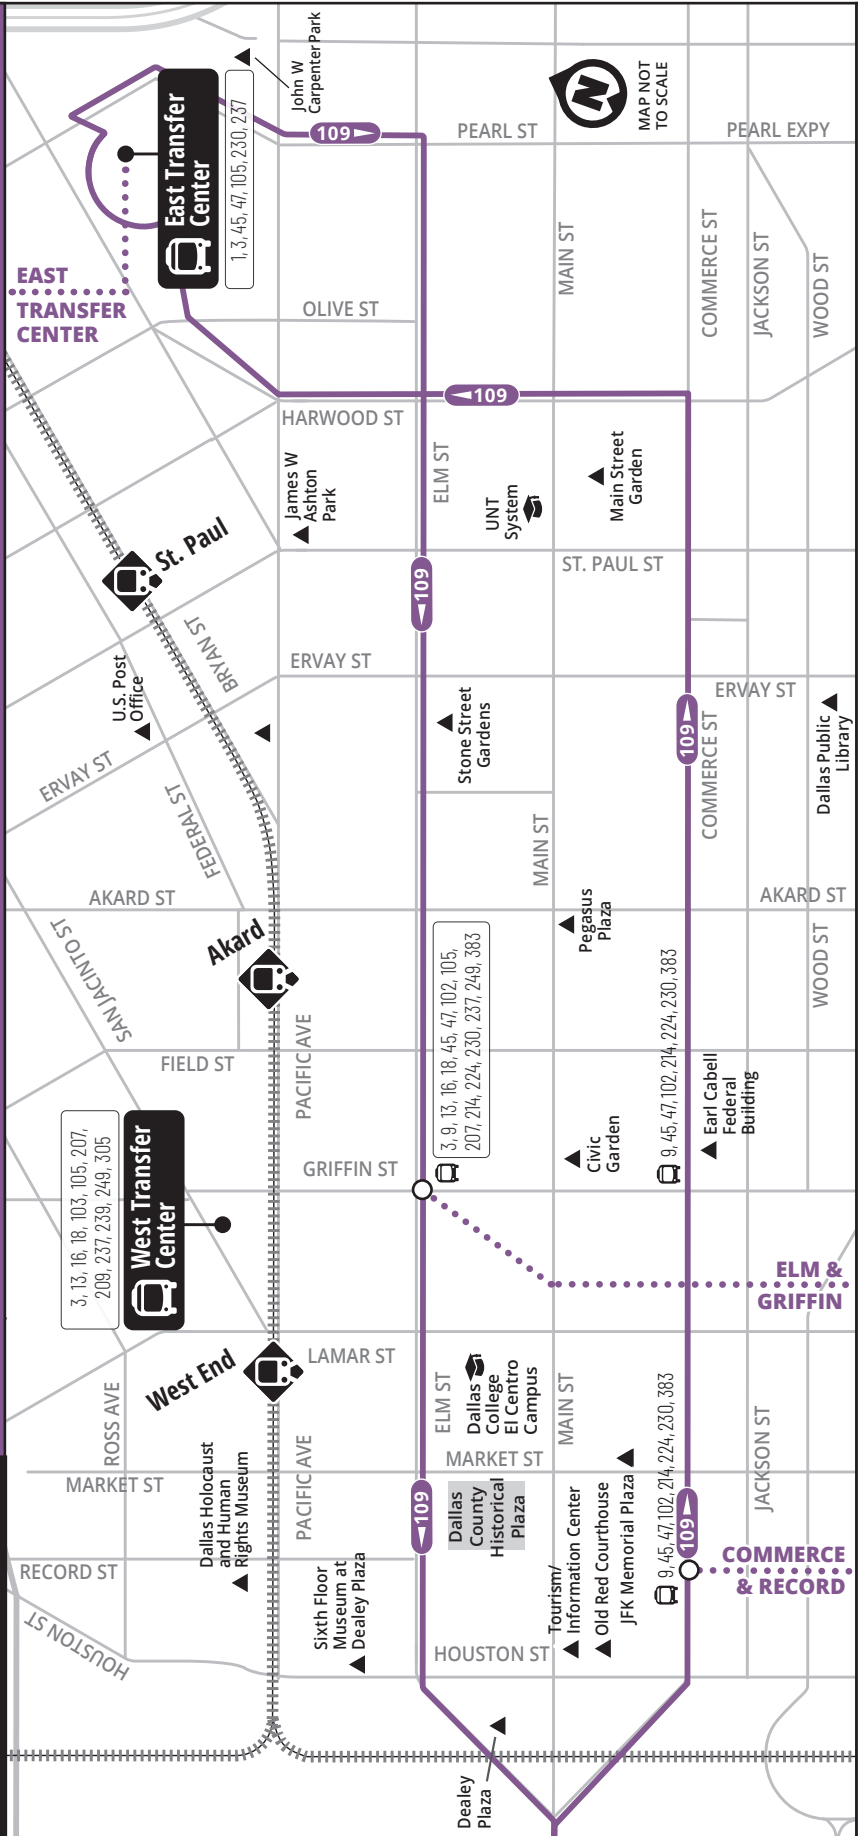 John W
Carpenter Park
N
MAP NOT
TO SCALE
East Transfer
Center
1, 3, 45, 47, 105, 230, 237
109
PEARL ST
PEARL EXPY
EAST
TRANSFER
CENTER
OLIVE ST
MAIN ST
COMMERCE ST
JACKSON ST
WOOD ST
109
HARWOOD ST
ELM ST
James W
Ashton
Park
UNT
System
Main Street
Garden
St. Paul
ST. PAUL ST
109
BRYAN ST
ERVAY ST
ERVAY ST
U.S. Post
Office
Stone Street
Gardens
109
COMMERCE ST
Dallas Public
Library
ERVAY ST
FEDERAL ST
MAIN ST
AKARD ST
AKARD ST
SAN JACINTO ST
Akard
Pegasus
Plaza
WOOD ST
3, 9, 13, 16, 18, 45, 47, 102, 105,
207, 214, 224, 230, 237, 249, 383
9, 45, 47, 102, 214, 224, 230, 383
FIELD ST
PACIFIC AVE
Earl Cabell
Federal
Building
Civic
Garden
3, 13, 16, 18, 103, 105, 207,
209, 237, 239, 249, 305
West Transfer
Center
GRIFFIN ST
ELM &
GRIFFIN
West End
LAMAR ST
ROSS AVE
ELM ST
Dallas
College
El Centro
Campus
MAIN ST
JACKSON ST
9, 45, 47, 102, 214, 224, 230, 383
MARKET ST
MARKET ST
Dallas Holocaust
and Human
Rights Museum
PACIFIC AVE
109
Dallas
County
Historical
Plaza
109
RECORD ST
COMMERCE
& RECORD
HOUSTON ST
Sixth Floor
Museum at
Dealey Plaza
HOUSTON ST
Tourism/
Information Center
Old Red Courthouse
JFK Memorial Plaza
Dealey
Plaza